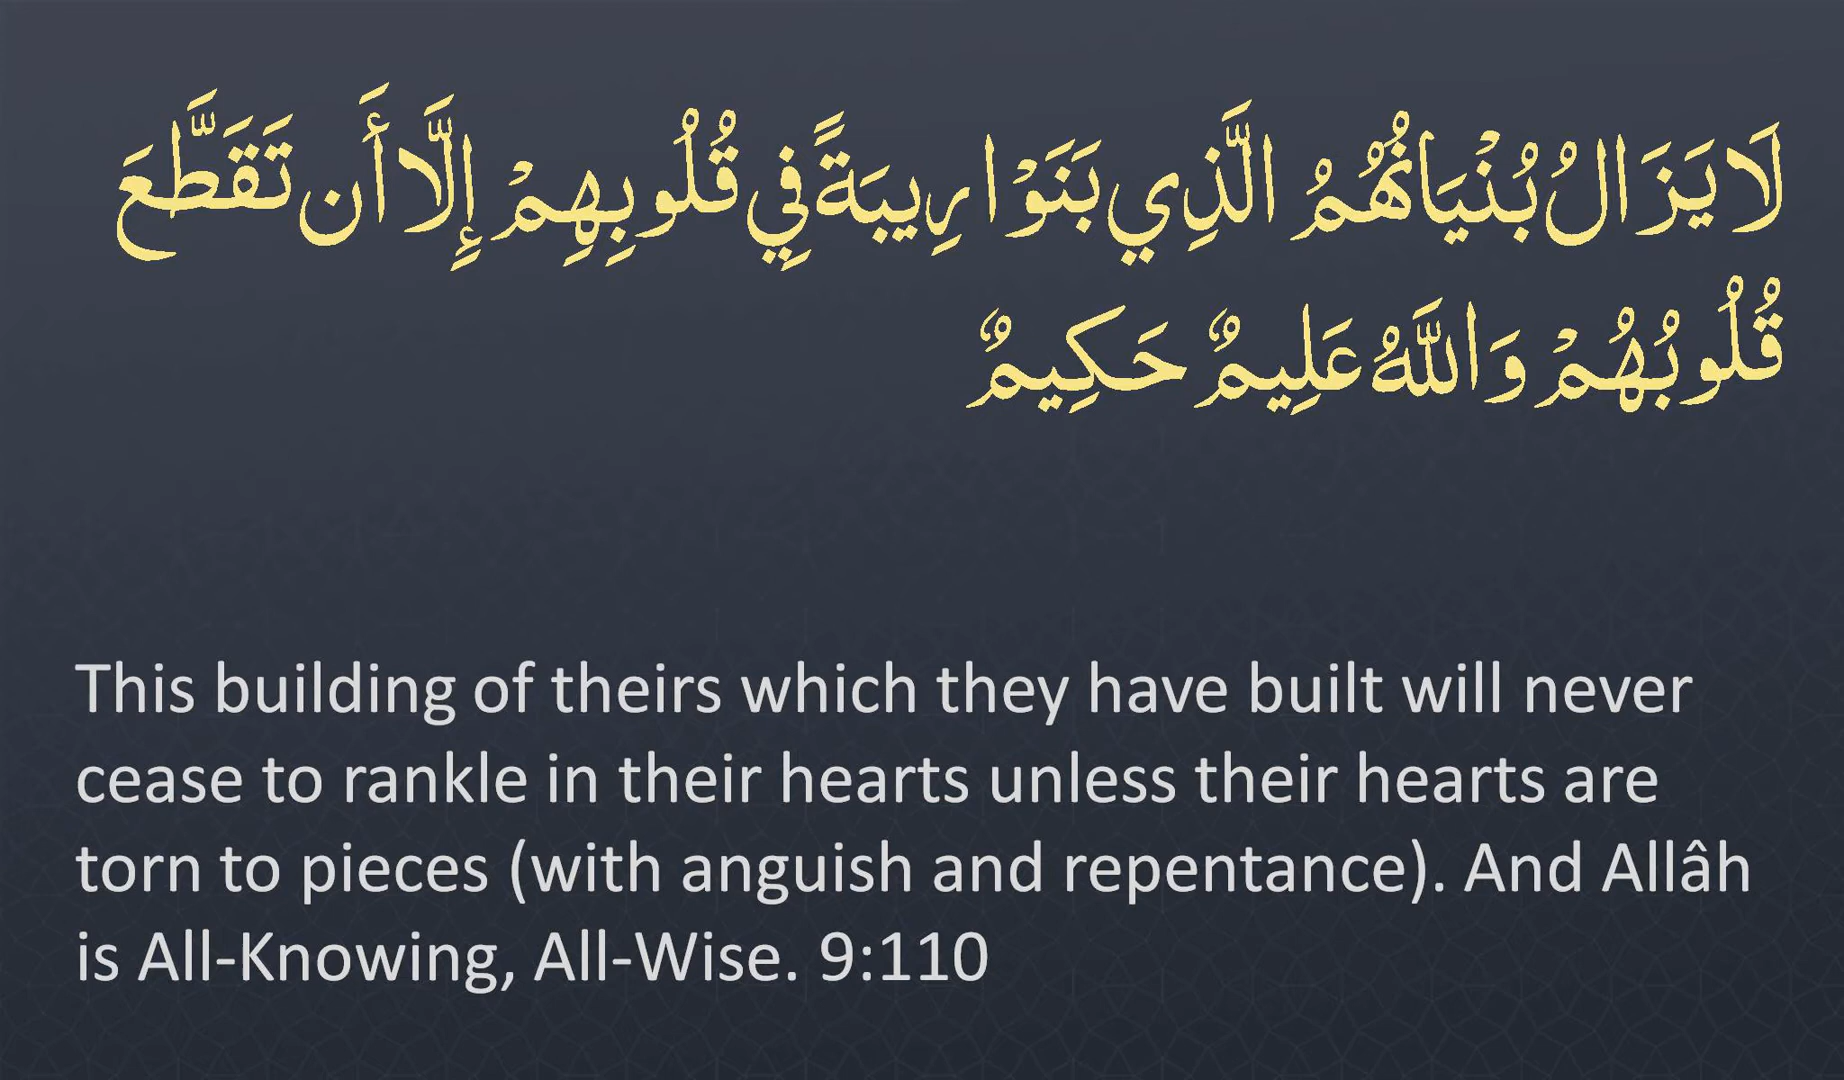 لَا يَزَالُ بُنْيَانُهُمُ الَّذِي بَنَوْا رِيبَةً فِي قُلُوبِهِمْ إِلَّا أَن تَقَطَّعَ
قُلُوبُهُمْ وَاللَّهُ عَلِيمٌ حَكِيمٌ
This building of theirs which they have built will never
cease to rankle in their hearts unless their hearts are
torn to pieces (with anguish and repentance). And Allâh
is All-Knowing, All-Wise. 9:110